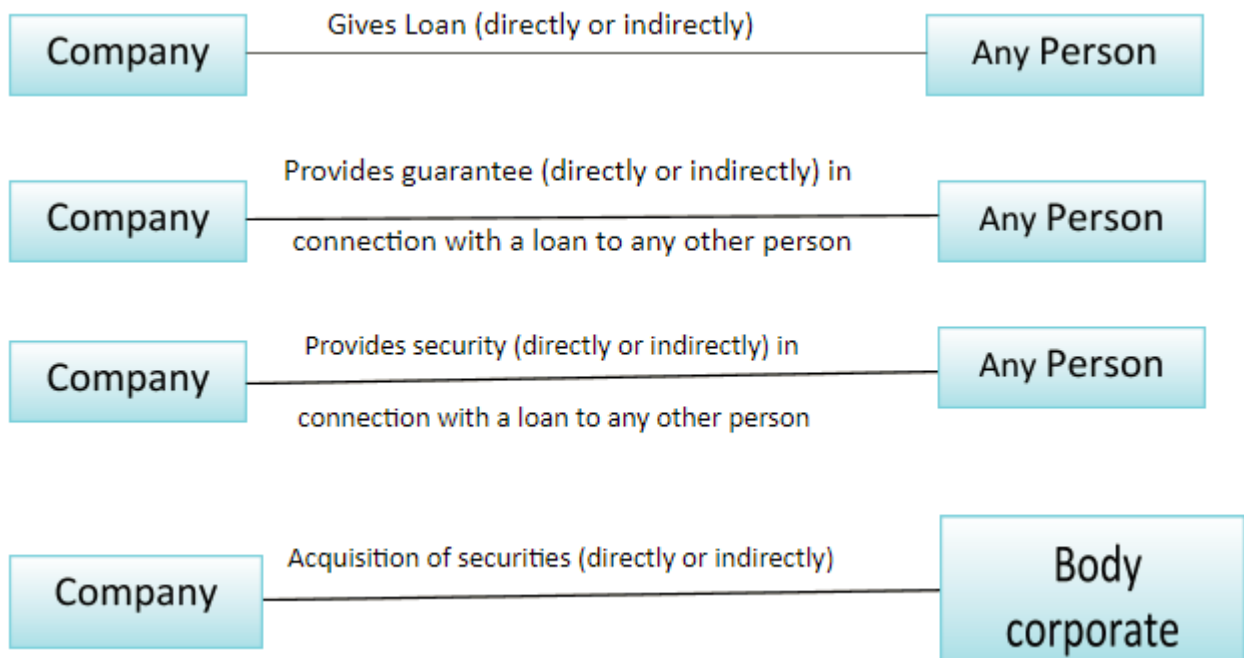 Gives Loan (directly or indirectly)
Company
Any Person
Provides guarantee (directly or indirectly) in
Company
Any Person
connection with a loan to any other person
Provides security (directly or indirectly) in
Company
Any Person
connection with a loan to any other person
Acquisition of securities (directly or indirectly)
Company
Body
corporate